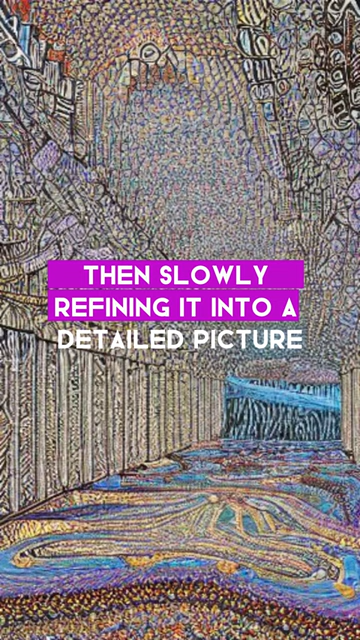 THEN SLOWLY
REFINING IT INTO A
DETAILED PICTURE